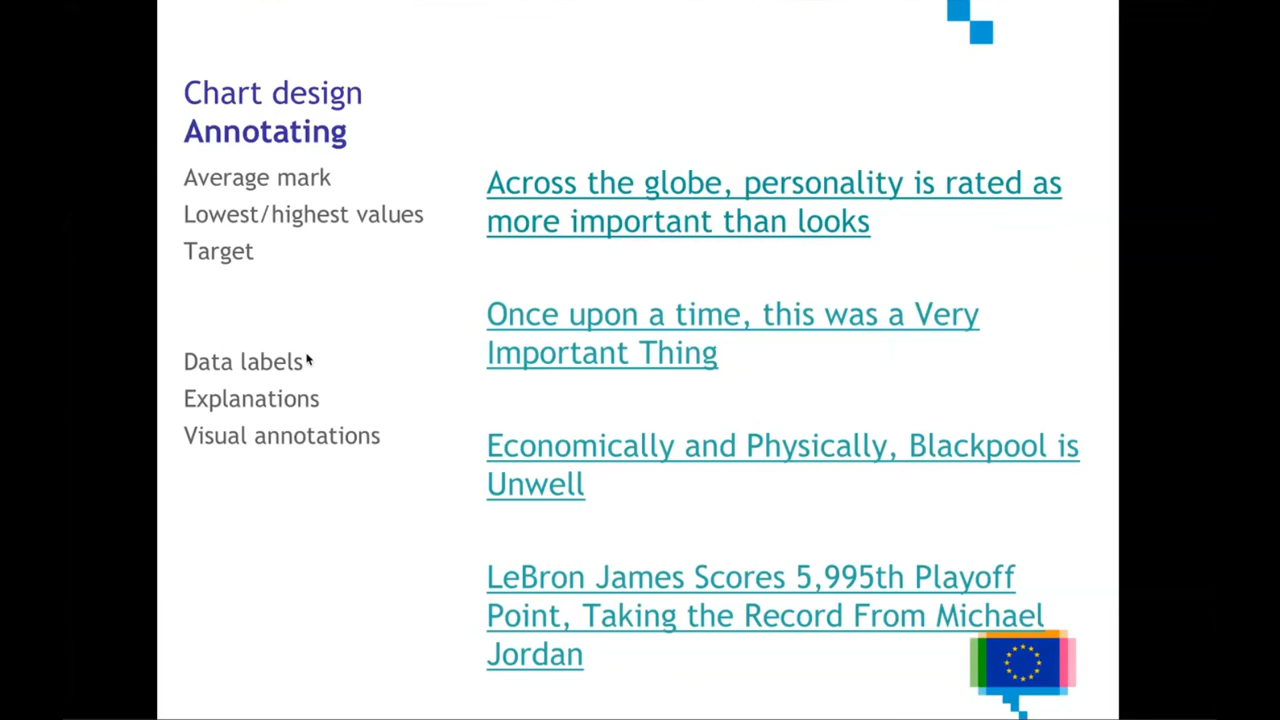 Chart design
Annotating
Average mark
Lowest/highest values
Target
Data labels
Explanations
Visual annotations
Across the globe, personality is rated as
more important than looks
Once upon a time, this was a Very
Important Thing
Economically and Physically, Blackpool is
Unwell
LeBron James Scores 5,995th Playoff
Point, Taking the Record From Michael
Jordan